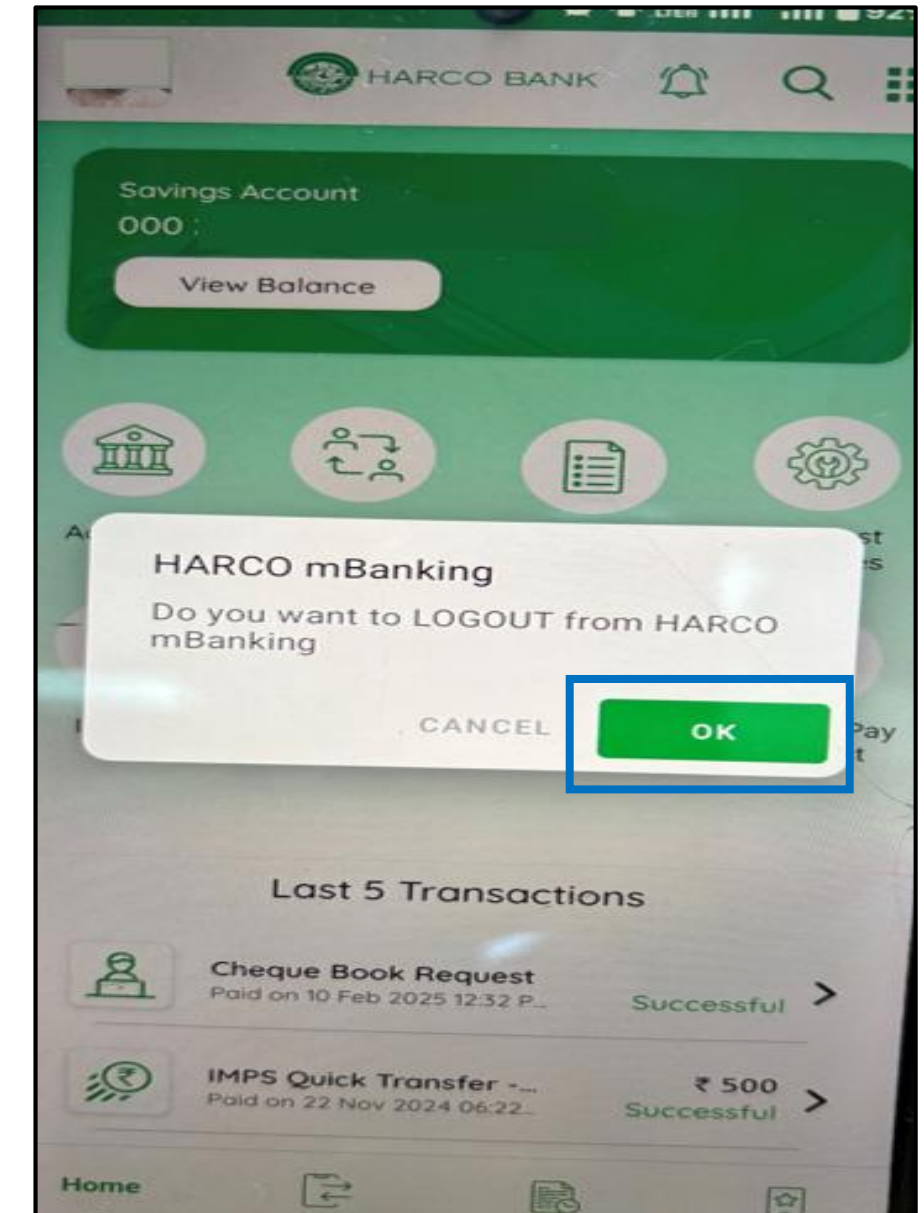 HARCO BANK
Savings Account
000 :
View Balance
st
HARCO mBanking
Do you want to LOGOUT from HARCO
mBanking
CANCEL
OK
Pay
t
Last 5 Transactions
Cheque Book Request
Paid on 10 Feb 2025 12:32 P...
Successful
IMPS Quick Transfer -...
₹ 500
Paid on 22 Nov 2024 06:22...
Successful
Home